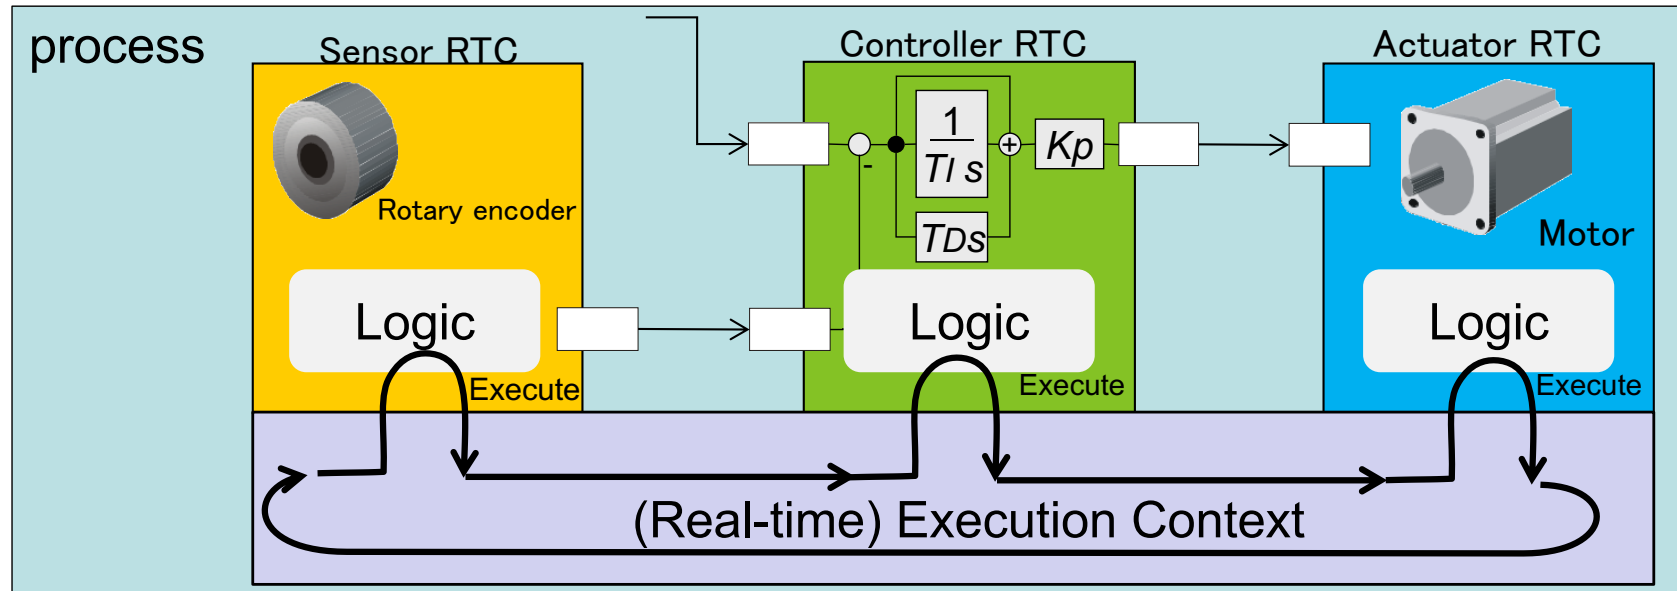 process
Sensor RTC
Controller RTC
Actuator RTC
Rotary encoder
1
TI s
TDs
-
+
Kp
Motor
Logic
Logic
Logic
Execute
Execute
Execute
(Real-time) Execution Context